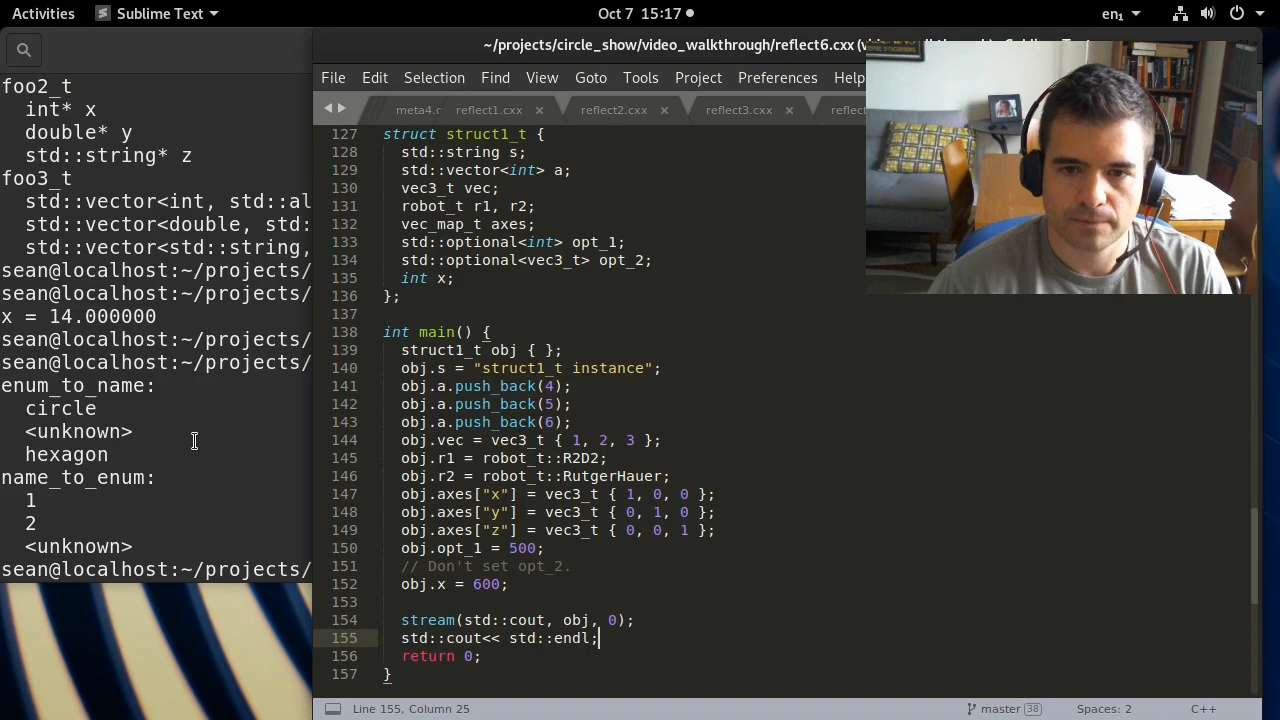 Activities
Sublime Text
Oct 7 15:17
en1
~/projects/circle_show/video_walkthrough/reflect6.cxx
File Edit Selection Find View Goto Tools Project Preferences Help
meta4.c reflect1.cxx × reflect2.cxx × reflect3.cxx × reflect
foo2_t
int* x
double* y
std::string* z
foo3_t
std::vector<int, std::al
std::vector<double, std:
std::vector<std::string,
sean@localhost:~/projects/
sean@localhost:~/projects/
x = 14.000000
sean@localhost:~/projects/
sean@localhost:~/projects/
enum_to_name:
circle
<unknown>
hexagon
name_to_enum:
1
2
<unknown>
sean@localhost:~/projects/
127 struct struct1_t {
128 std::string s;
129 std::vector<int> a;
130 vec3_t vec;
131 robot_t r1, r2;
132 vec_map_t axes;
133 std::optional<int> opt_1;
134 std::optional<vec3_t> opt_2;
135 int x;
136 };
137
138 int main() {
139 struct1_t obj { };
140 obj.s = "struct1_t instance";
141 obj.a.push_back(4);
142 obj.a.push_back(5);
143 obj.a.push_back(6);
144 obj.vec = vec3_t { 1, 2, 3 };
145 obj.r1 = robot_t::R2D2;
146 obj.r2 = robot_t::RutgerHauer;
147 obj.axes["x"] = vec3_t { 1, 0, 0 };
148 obj.axes["y"] = vec3_t { 0, 1, 0 };
149 obj.axes["z"] = vec3_t { 0, 0, 1 };
150 obj.opt_1 = 500;
151 // Don't set opt_2.
152 obj.x = 600;
153
154 stream(std::cout, obj, 0);
155 std::cout<< std::endl;
156 return 0;
157 }
Line 155, Column 25
master 38
Spaces: 2
C++